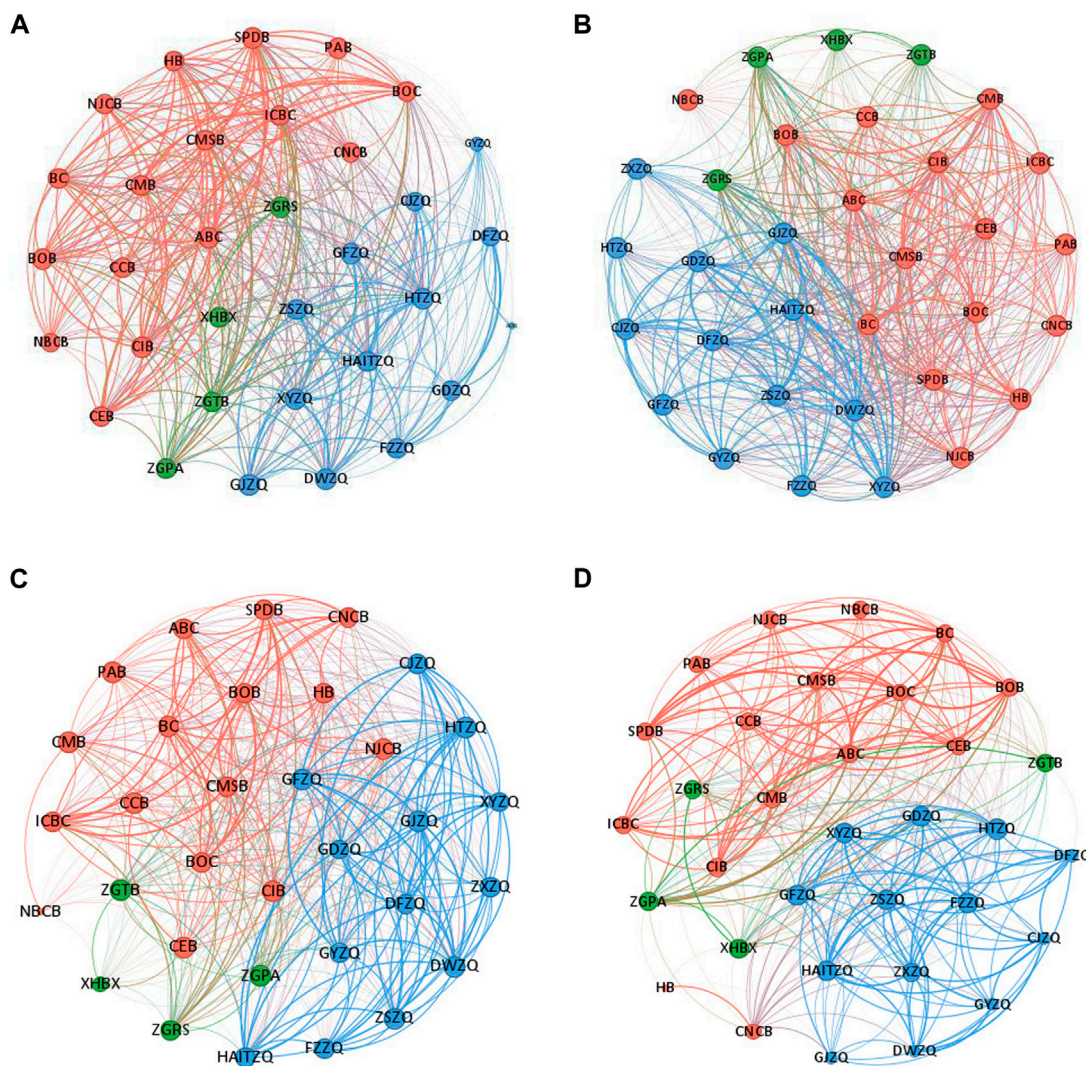 A
SPDB
PAB
HB
BOC
NJCB
ICBC
CMSB
GYZQ
CNCB
BC
CMB
CJZQ
ZGRS
ABC
DFZQ
GFZQ
BOB
CCB
HTZQ
ZSZQ
XHBX
NBCB
CIB
HAITZQ
GDZQ
ZGTB
XYZQ
CEB
FZZQ
ZGPA
GJZQ
DWZQ
B
XHBX
ZGPA
ZGTB
NBCB
CMB
CCB
BOB
ZXZQ
CIB
ICBC
ZGRS
ABC
CEB
GJZQ
PAB
HTZQ
GDZQ
CMSB
HAITZQ
BOC
CJZQ
BC
CNCB
DFZQ
SPDB
ZSZQ
HB
GFZQ
DWZQ
GYZQ
NJCB
FZZQ
XYZQ
C
SPDB
CNCB
ABC
CJZQ
PAB
BOB
HB
BC
HTZQ
CMB
NJCB
GFZQ
CMSB
XYZQ
CCB
ICBC
GJZQ
GDZQ
BOC
ZXZQ
ZGTB
CIB
DFZQ
NBCB
CEB
GYZQ
DWZQ
XHBX
ZGPA
ZSZQ
ZGRS
FZZQ
HAITZQ
D
NBCB
NJCB
BC
PAB
CMSB
BOC
BOB
SPDB
CCB
CEB
ABC
ZGTB
ZGRS
CMB
GDZQ
ICBC
XYZQ
HTZQ
DFZQ
CIB
GFZQ
ZSZQ
FZZQ
ZGPA
CJZQ
XHBX
HAITZQ
ZXZQ
HB
GYZQ
CNCB
GJZQ
DWZQ